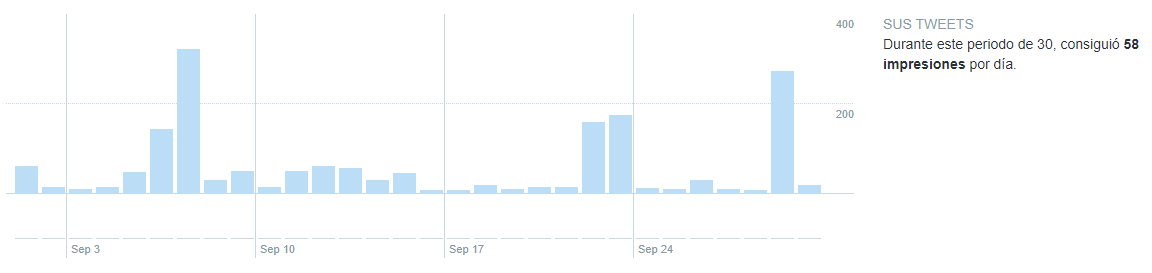 400
200
Sep 3
Sep 10
Sep 17
Sep 24
SUS TWEETS
Durante este periodo de 30, consiguió 58
impresiones por día.